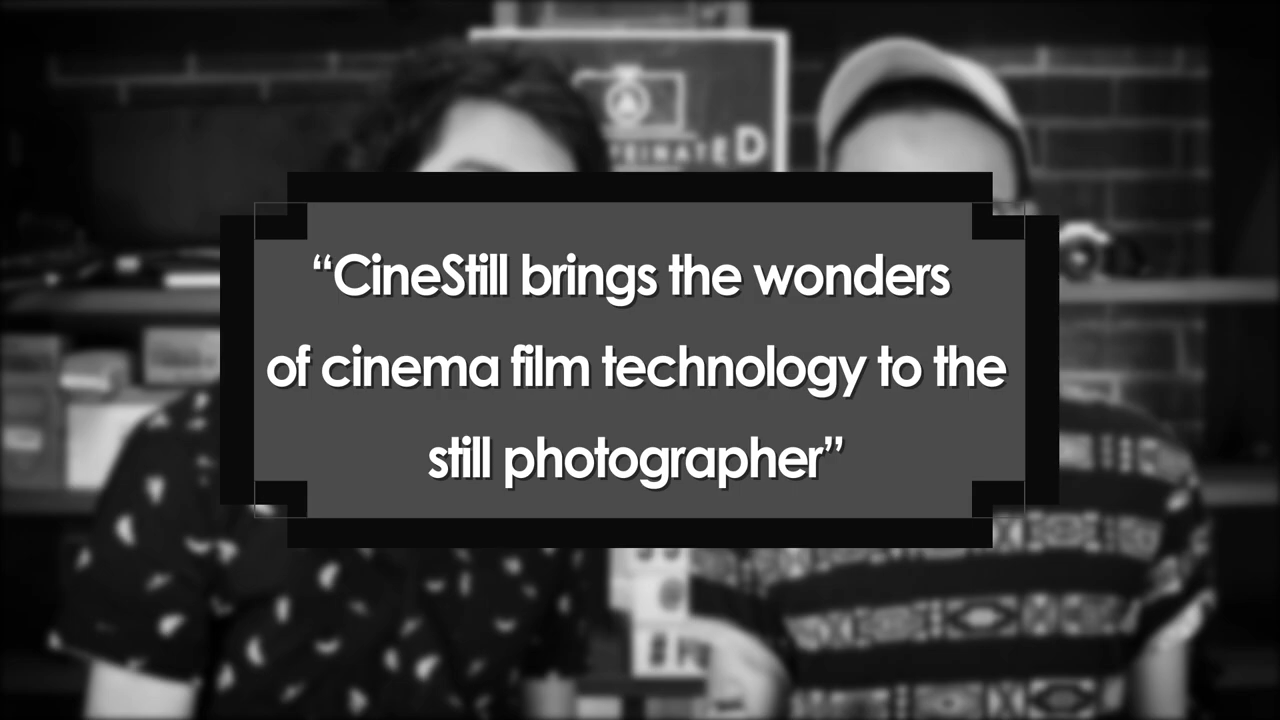 “CineStill brings the wonders
of cinema film technology to the
still photographer”